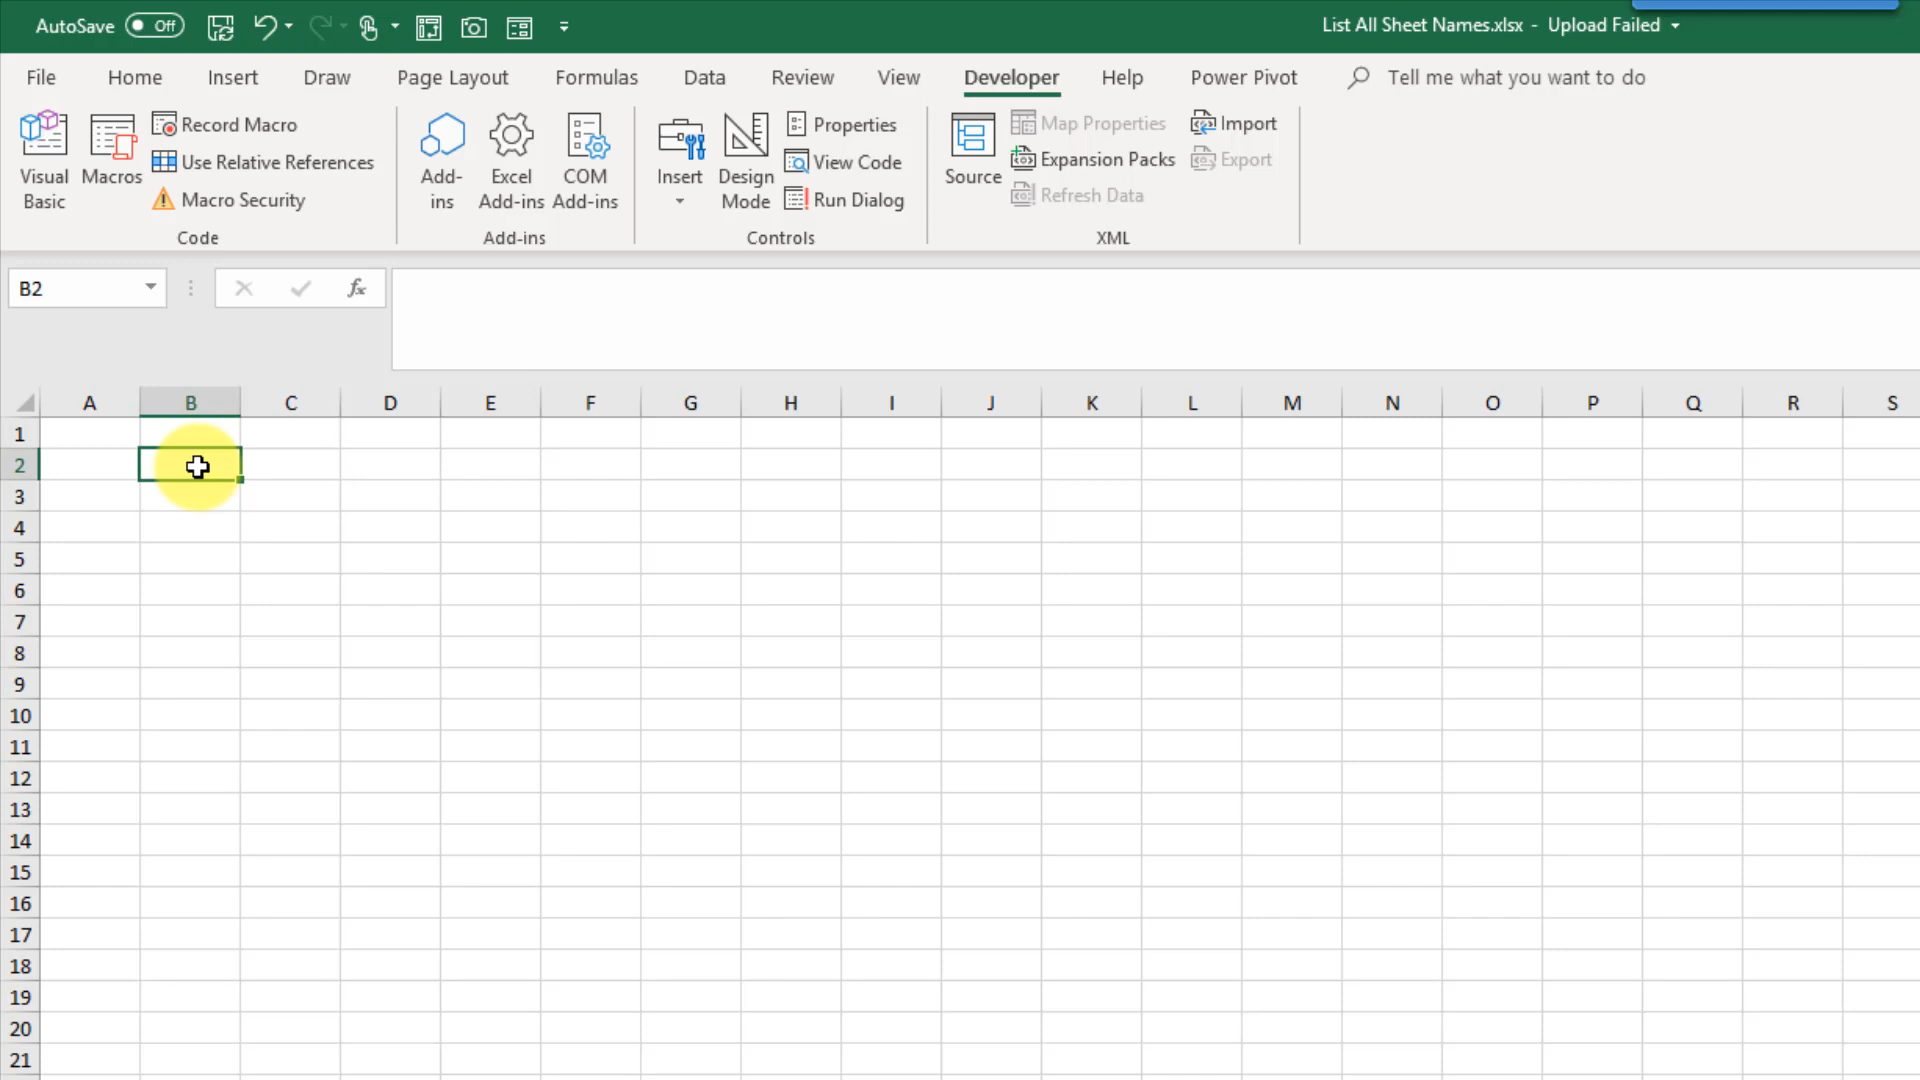 AutoSave Off
List All Sheet Names.xlsx - Upload Failed
File Home Insert Draw Page Layout Formulas Data Review View Developer Help Power Pivot Tell me what you want to do
Visual Basic
Macros
Record Macro
Use Relative References
Macro Security
Code
Add-ins
Excel Add-ins
COM Add-ins
Add-ins
Insert
Design Mode
Properties
View Code
Run Dialog
Controls
Source
Map Properties
Expansion Packs
Refresh Data
Import
Export
XML
B2
fx
A B C D E F G H I J K L M N O P Q R S
1
2
3
4
5
6
7
8
9
10
11
12
13
14
15
16
17
18
19
20
21